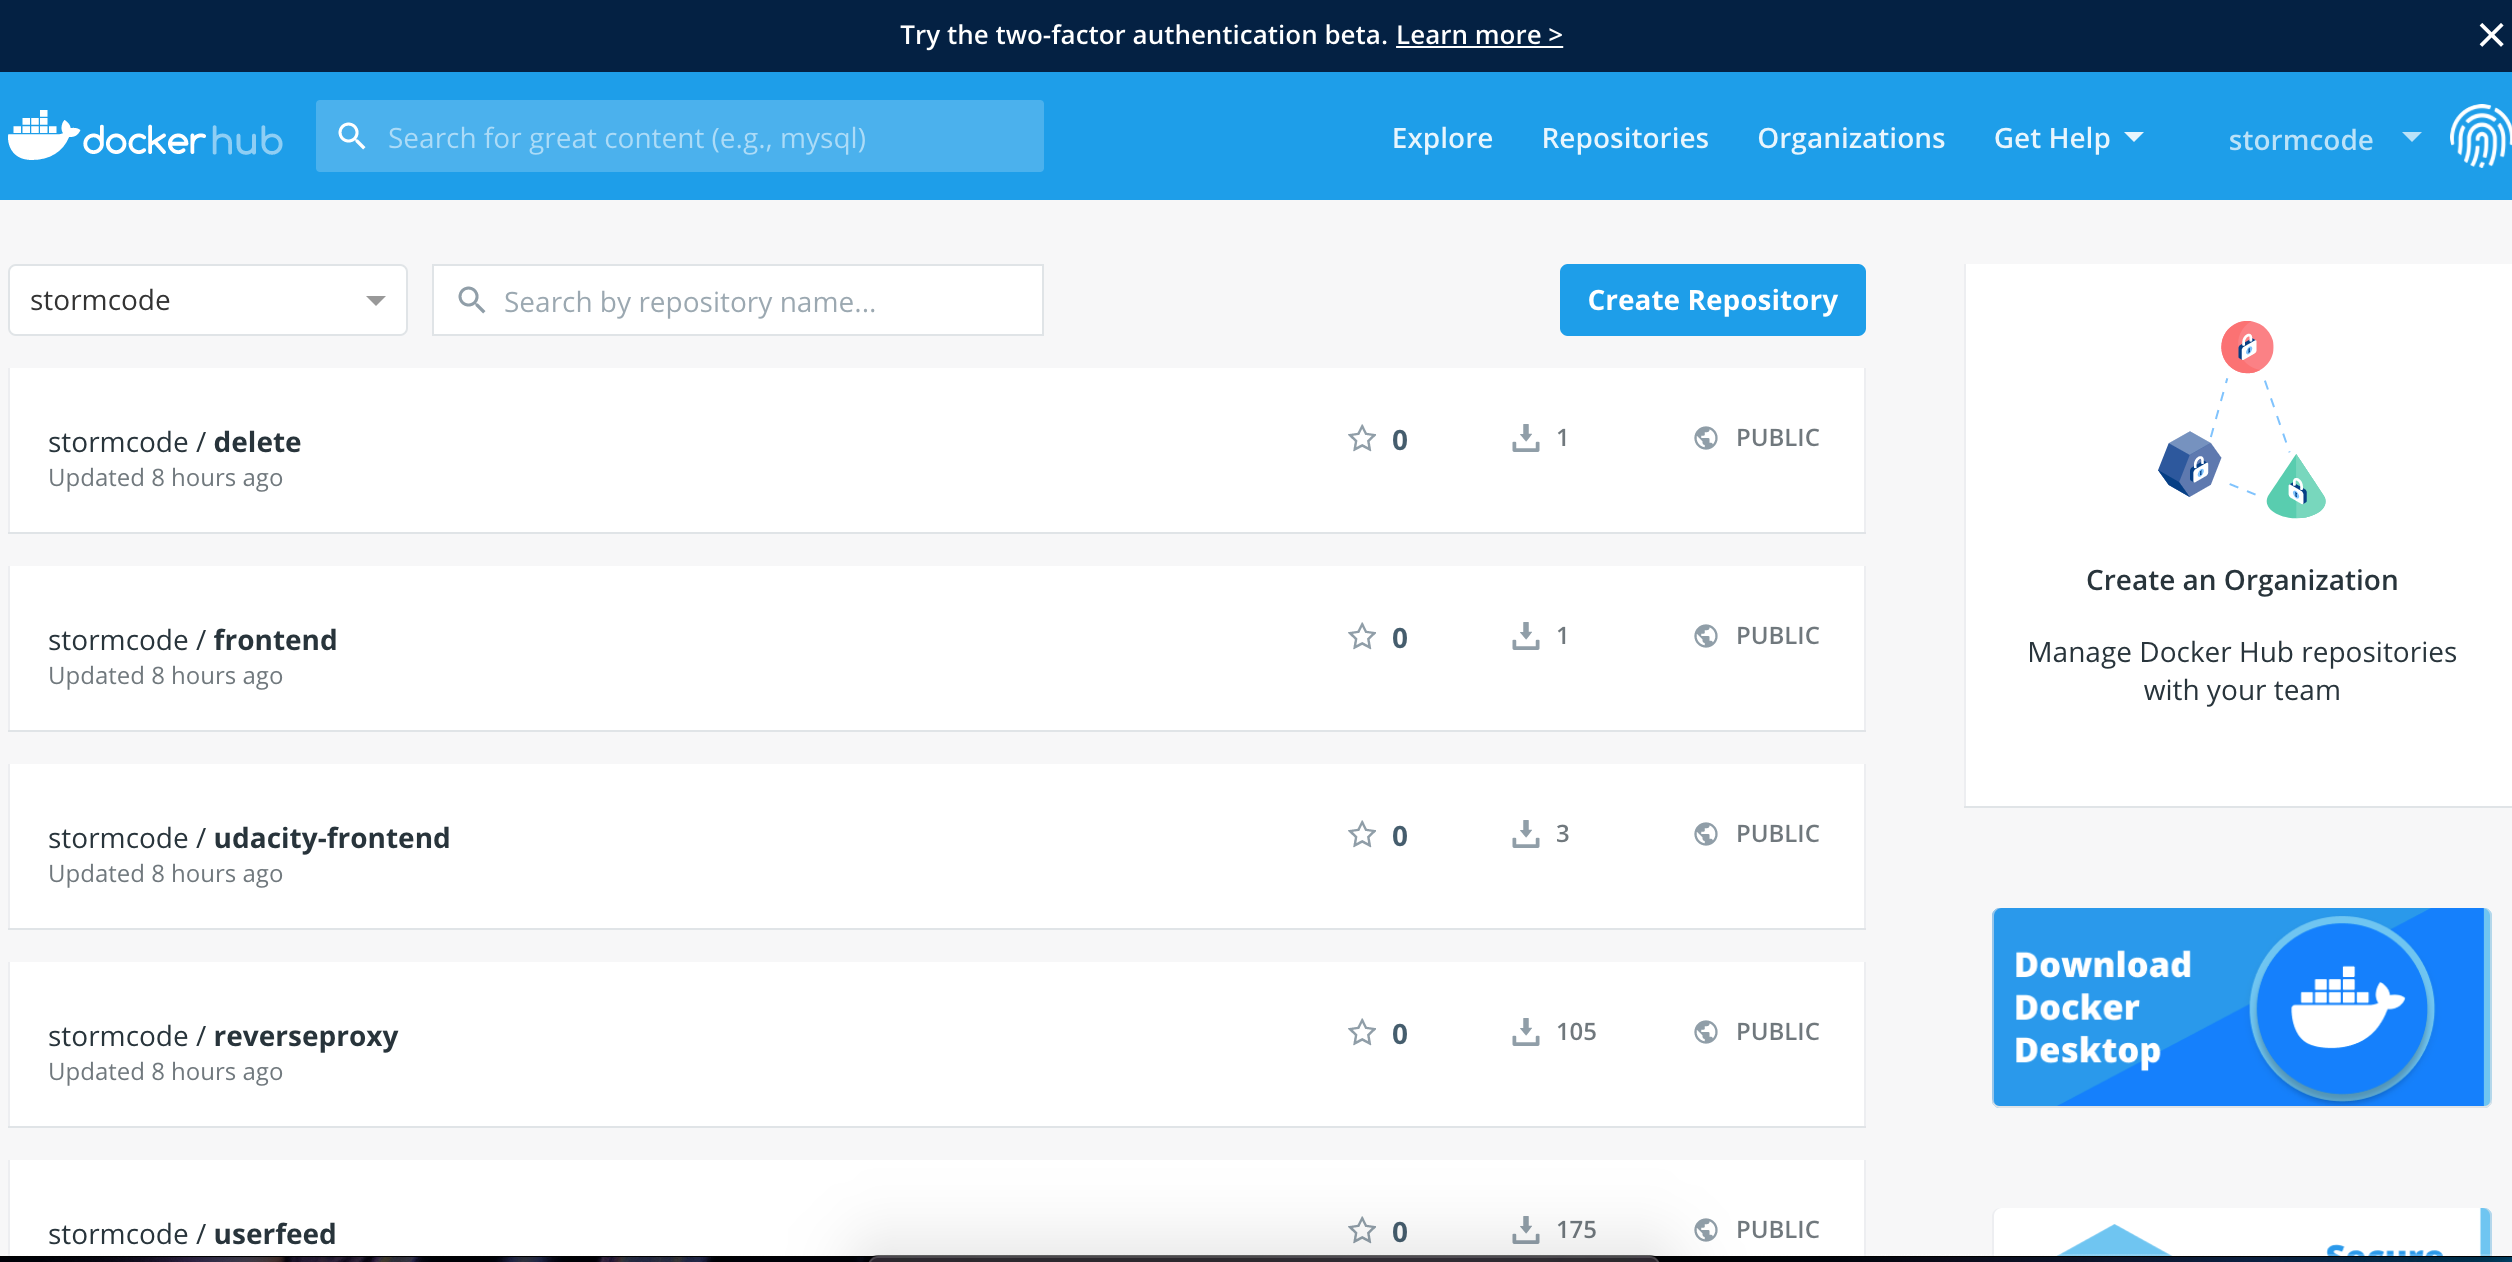 Try the two-factor authentication beta. Learn more >
docker hub
Search for great content (e.g., mysql)
Explore
Repositories
Organizations
Get Help
stormcode
stormcode
Search by repository name...
Create Repository
stormcode / delete
Updated 8 hours ago
0
1
PUBLIC
stormcode / frontend
Updated 8 hours ago
0
1
PUBLIC
stormcode / udacity-frontend
Updated 8 hours ago
0
3
PUBLIC
stormcode / reverseproxy
Updated 8 hours ago
0
105
PUBLIC
stormcode / userfeed
0
175
PUBLIC
Create an Organization
Manage Docker Hub repositories
with your team
Download
Docker
Desktop
Secure